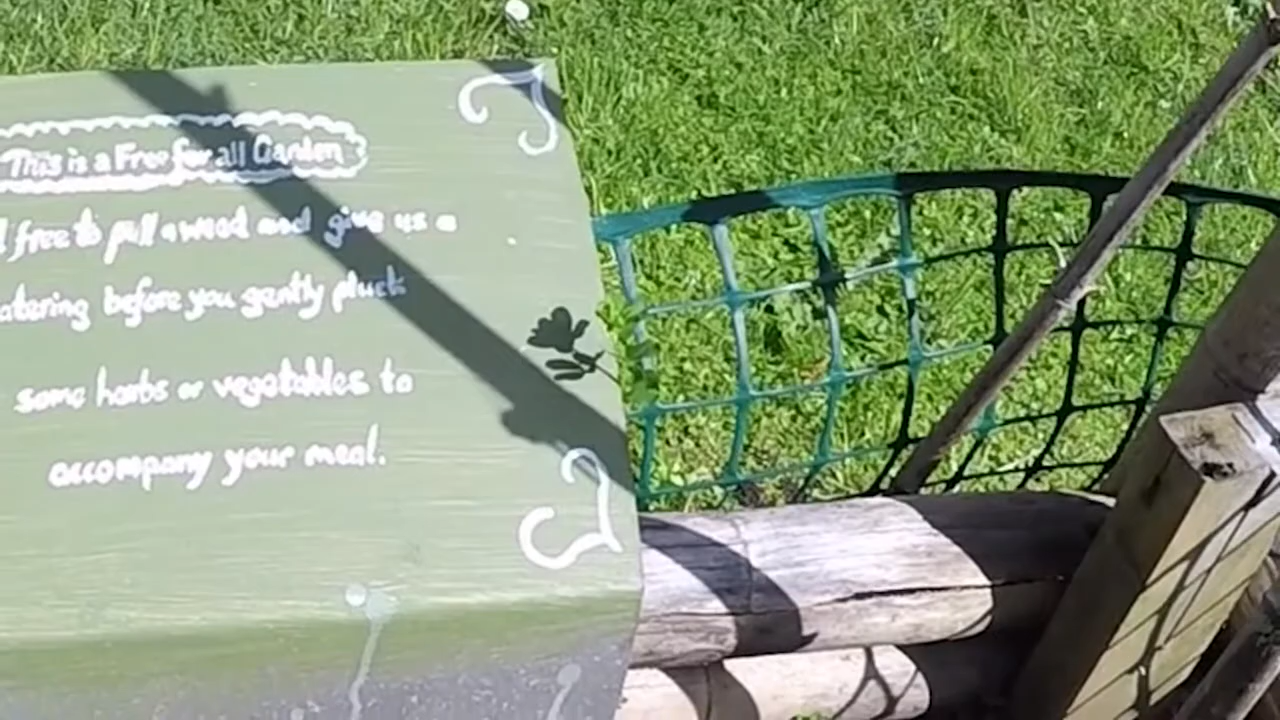 This is a Free for all Garden
free to pull a weed and give us a
before you gently pluck
some herbs or vegetables to
accompany your meal.